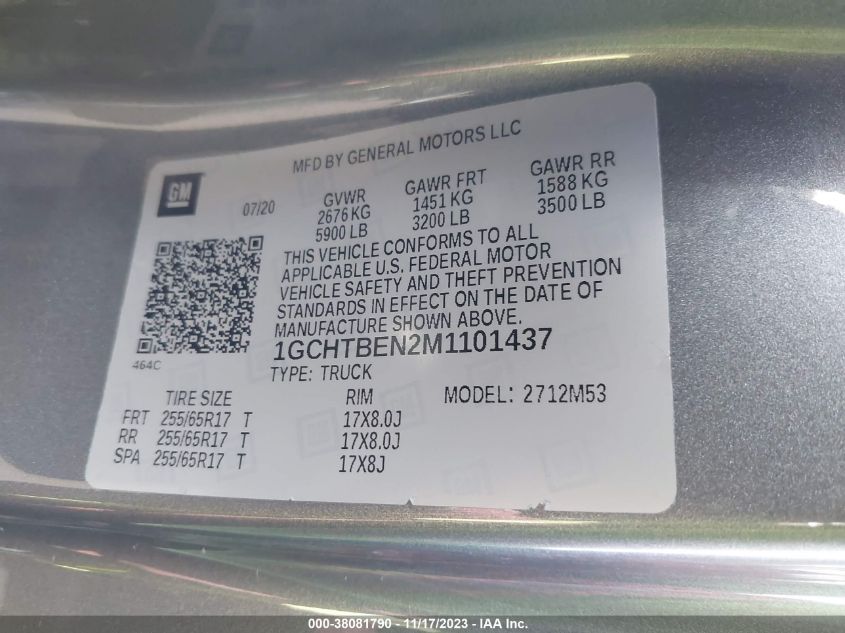 MFD BY GENERAL MOTORS LLC
GM
07/20
GVWR GAWR FRT GAWR RR
2676 KG 1451 KG 1588 KG
5900 LB 3200 LB 3500 LB
THIS VEHICLE CONFORMS TO ALL
APPLICABLE U.S. FEDERAL MOTOR
VEHICLE SAFETY AND THEFT PREVENTION
STANDARDS IN EFFECT ON THE DATE OF
MANUFACTURE SHOWN ABOVE.
464C
1GCHTBEN2M1101437
TYPE: TRUCK
TIRE SIZE RIM MODEL: 2712M53
FRT 255/65R17 T 17X8.0J
RR 255/65R17 T 17X8.0J
SPA 255/65R17 T 17X8J
000-38081790 - 11/17/2023 - IAA Inc.